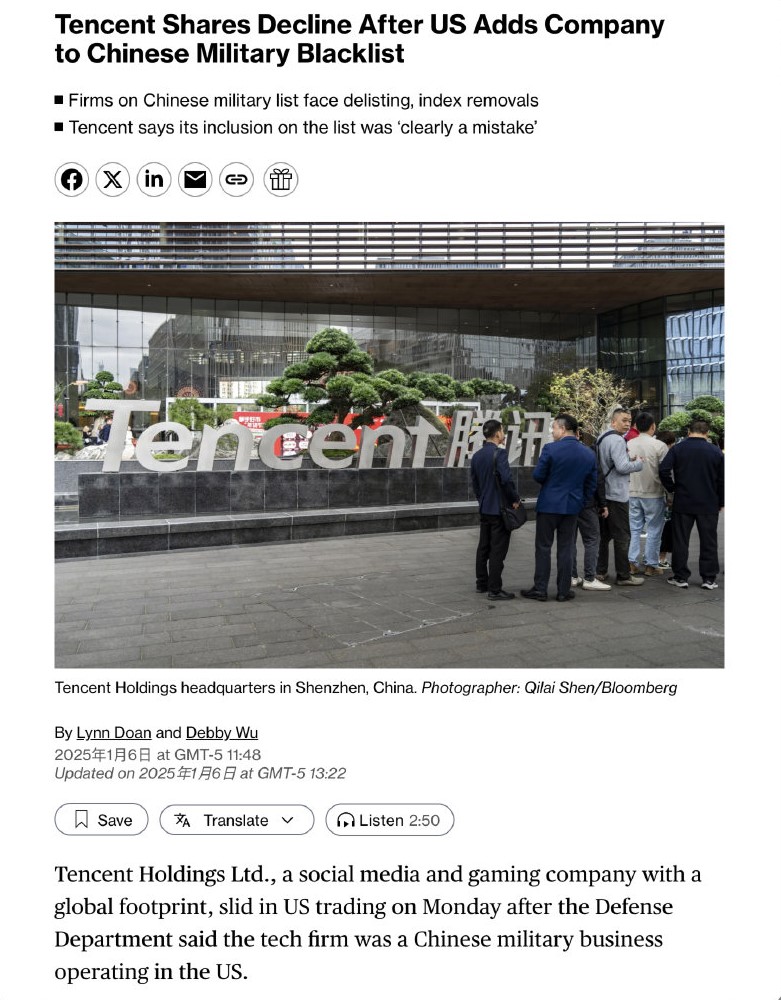 Tencent Shares Decline After US Adds Company
to Chinese Military Blacklist
■ Firms on Chinese military list face delisting, index removals
■ Tencent says its inclusion on the list was ‘clearly a mistake’
Tencent 腾讯
Tencent Holdings headquarters in Shenzhen, China. Photographer: Qilai Shen/Bloomberg
By Lynn Doan and Debby Wu
2025年1月6日 at GMT-5 11:48
Updated on 2025年1月6日 at GMT-5 13:22
Save Translate Listen 2:50
Tencent Holdings Ltd., a social media and gaming company with a
global footprint, slid in US trading on Monday after the Defense
Department said the tech firm was a Chinese military business
operating in the US.